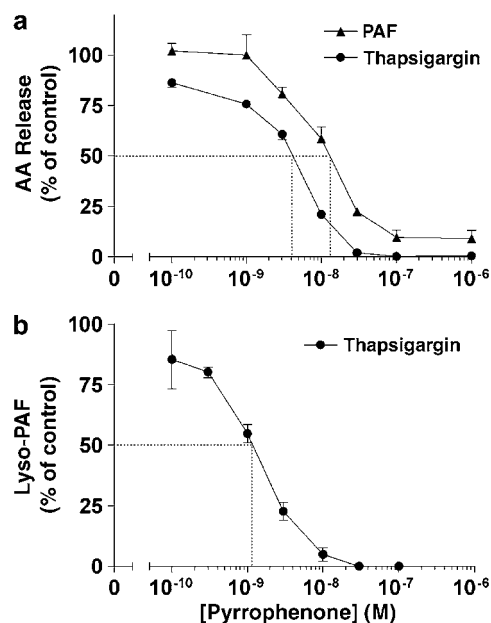 a
PAF
Thapsigargin
AA Release
(% of control)
100
75
50
25
0
0 10⁻¹⁰ 10⁻⁹ 10⁻⁸ 10⁻⁷ 10⁻⁶
b
Thapsigargin
Lyso-PAF
(% of control)
100
75
50
25
0
0 10⁻¹⁰ 10⁻⁹ 10⁻⁸ 10⁻⁷ 10⁻⁶
[Pyrrophenone] (M)